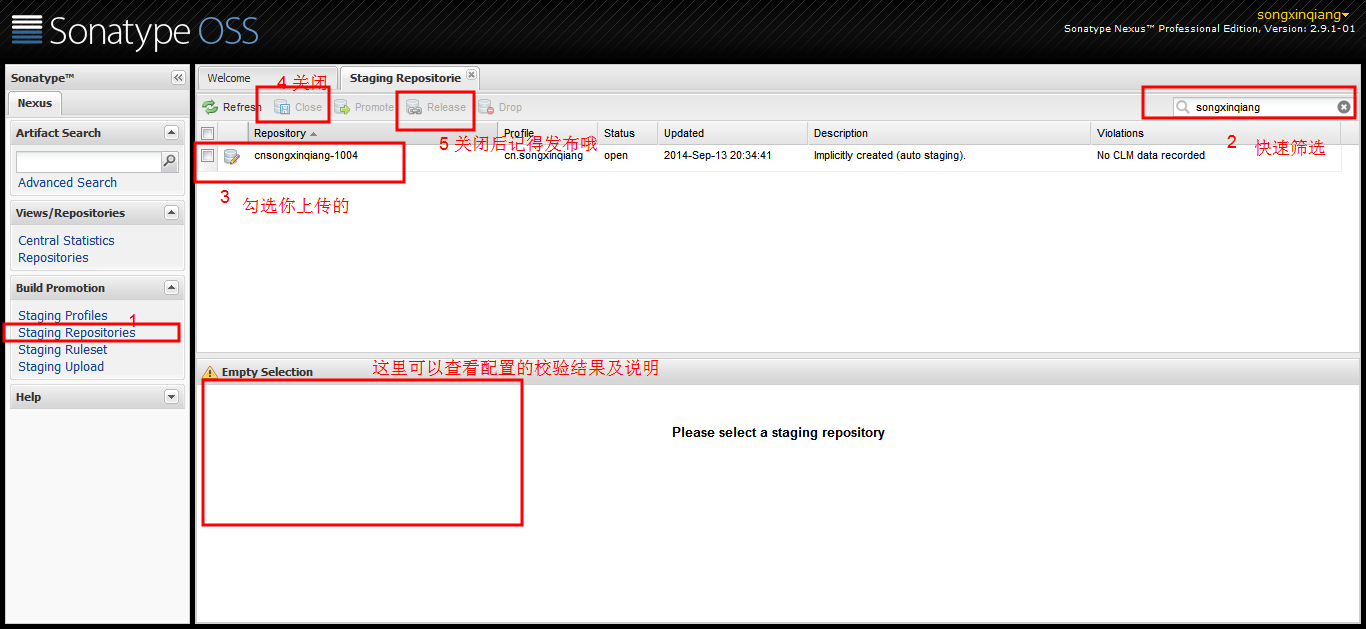 Sonatype OSS
songxinqiang
Sonatype Nexus™ Professional Edition, Version: 2.9.1-01
Sonatype™
Nexus
Artifact Search
Advanced Search
Views/Repositories
Central Statistics
Repositories
Build Promotion
Staging Profiles
1
Staging Repositories
Staging Ruleset
Staging Upload
Help
Welcome
Staging Repositorie
4 关闭
Refresh
Close
Promote
Release
Drop
songxinqiang
Repository
Profile
Status
Updated
Description
Violations
5 关闭后记得发布哦
2 快速筛选
cnsongxinqiang-1004
cn.songxinqiang
open
2014-Sep-13 20:34:41
Implicitly created (auto staging).
No CLM data recorded
3 勾选你上传的
Empty Selection
这里可以查看配置的校验结果及说明
Please select a staging repository